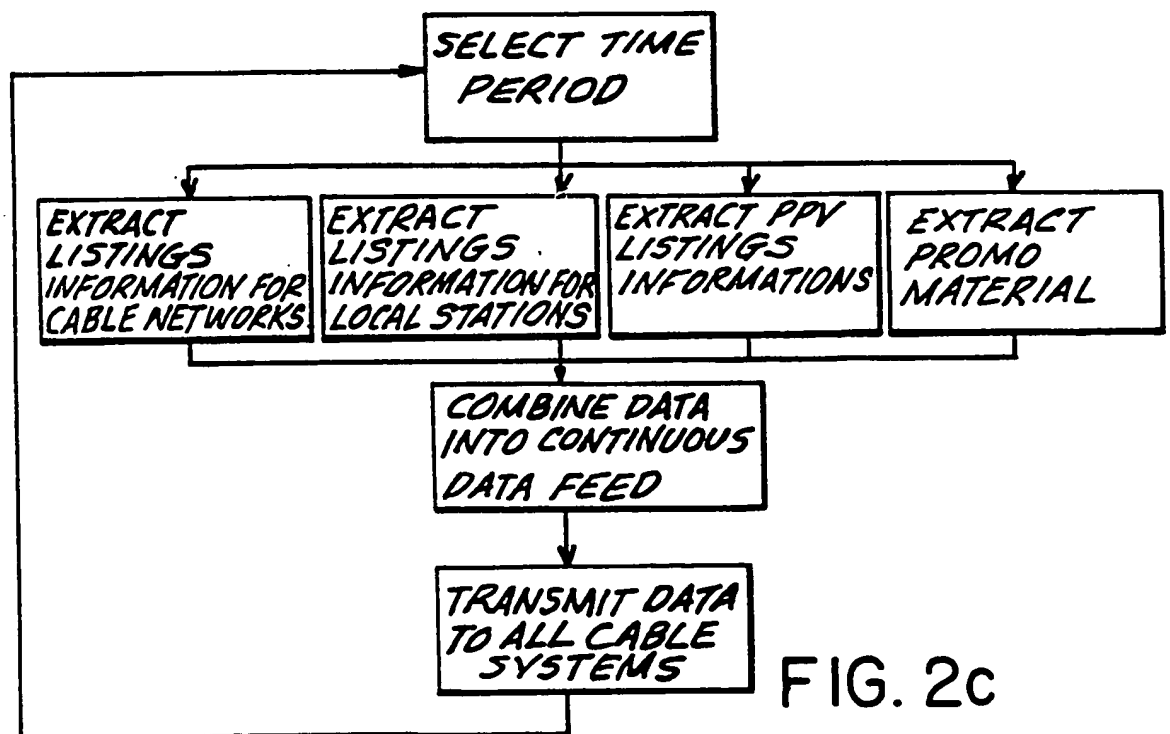 SELECT TIME
PERIOD
EXTRACT
LISTINGS
INFORMATION FOR
CABLE NETWORKS
EXTRACT
LISTINGS
INFORMATION FOR
LOCAL STATIONS
EXTRACT PPV
LISTINGS
INFORMATIONS
EXTRACT
PROMO
MATERIAL
COMBINE DATA
INTO CONTINUOUS
DATA FEED
TRANSMIT DATA
TO ALL CABLE
SYSTEMS
FIG. 2c